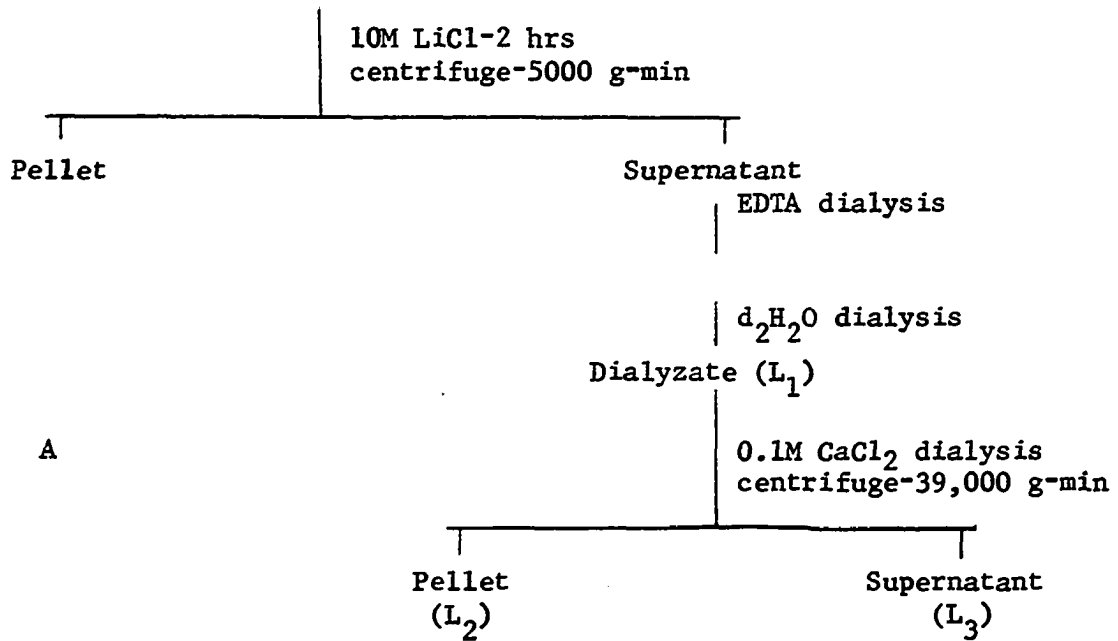 10M LiCl-2 hrs
centrifuge-5000 g-min
Pellet
Supernatant
EDTA dialysis
d₂H₂O dialysis
Dialyzate (L₁)
A
0.1M CaCl₂ dialysis
centrifuge-39,000 g-min
Pellet
(L₂)
Supernatant
(L₃)